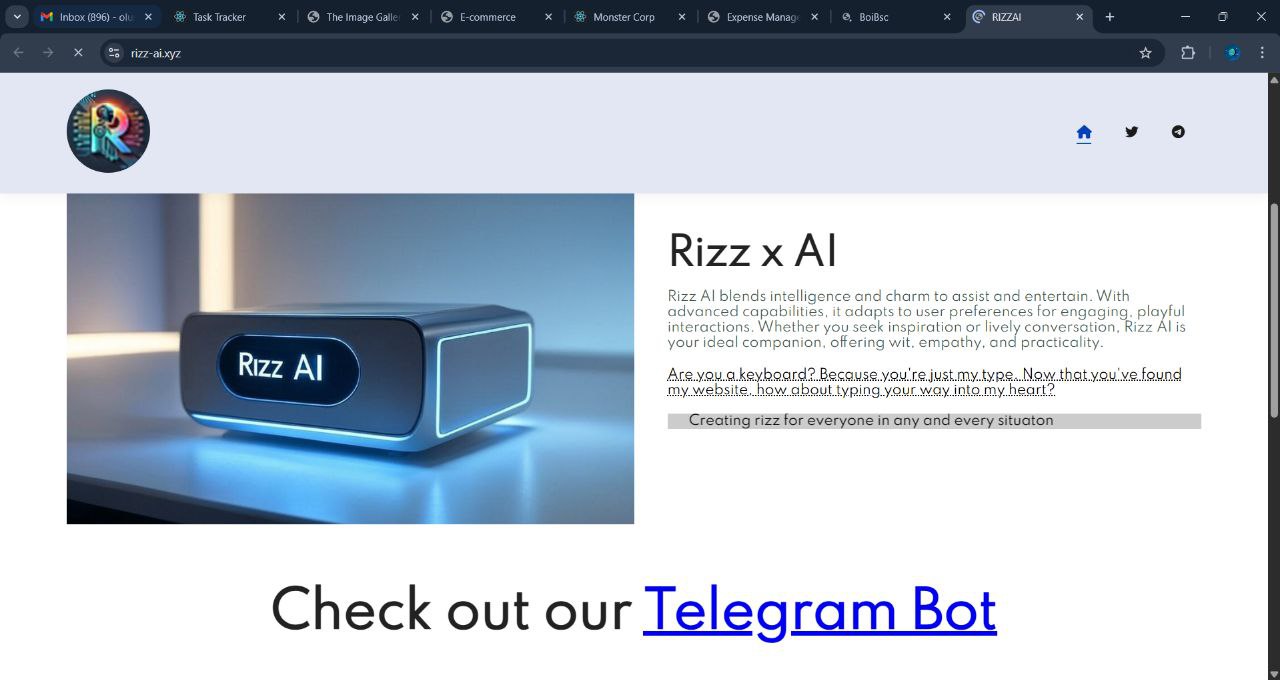 Inbox (896) - olu
Task Tracker
The Image Galle
E-commerce
Monster Corp
Expense Manag
BoiBsc
RIZZAI
rizz-ai.xyz
R
Rizz AI
Rizz x AI
Rizz AI blends intelligence and charm to assist and entertain. With
advanced capabilities, it adapts to user preferences for engaging, playful
interactions. Whether you seek inspiration or lively conversation, Rizz AI is
your ideal companion, offering wit, empathy, and practicality.
Are you a keyboard? Because you're just my type. Now that you've found
my website, how about typing your way into my heart?
Creating rizz for everyone in any and every situaton
Check out our Telegram Bot